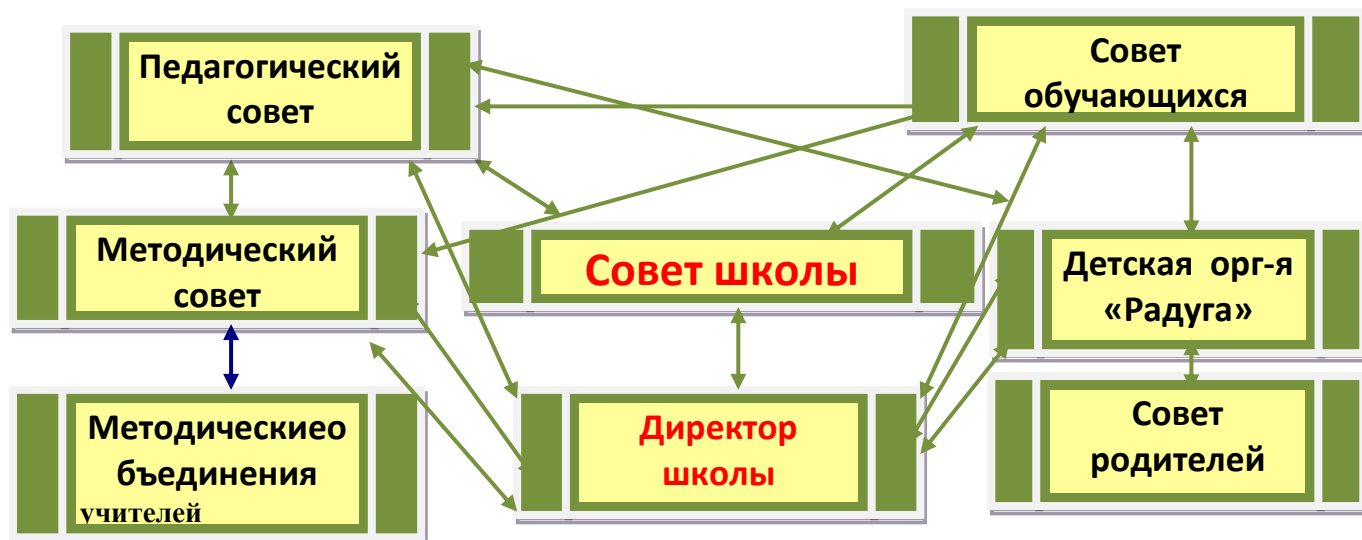 Педагогический
совет
Совет
обучающихся
Методический
совет
Совет школы
Детская орг-я
«Радуга»
Методическиео
бъединения
учителей
Директор
школы
Совет
родителей